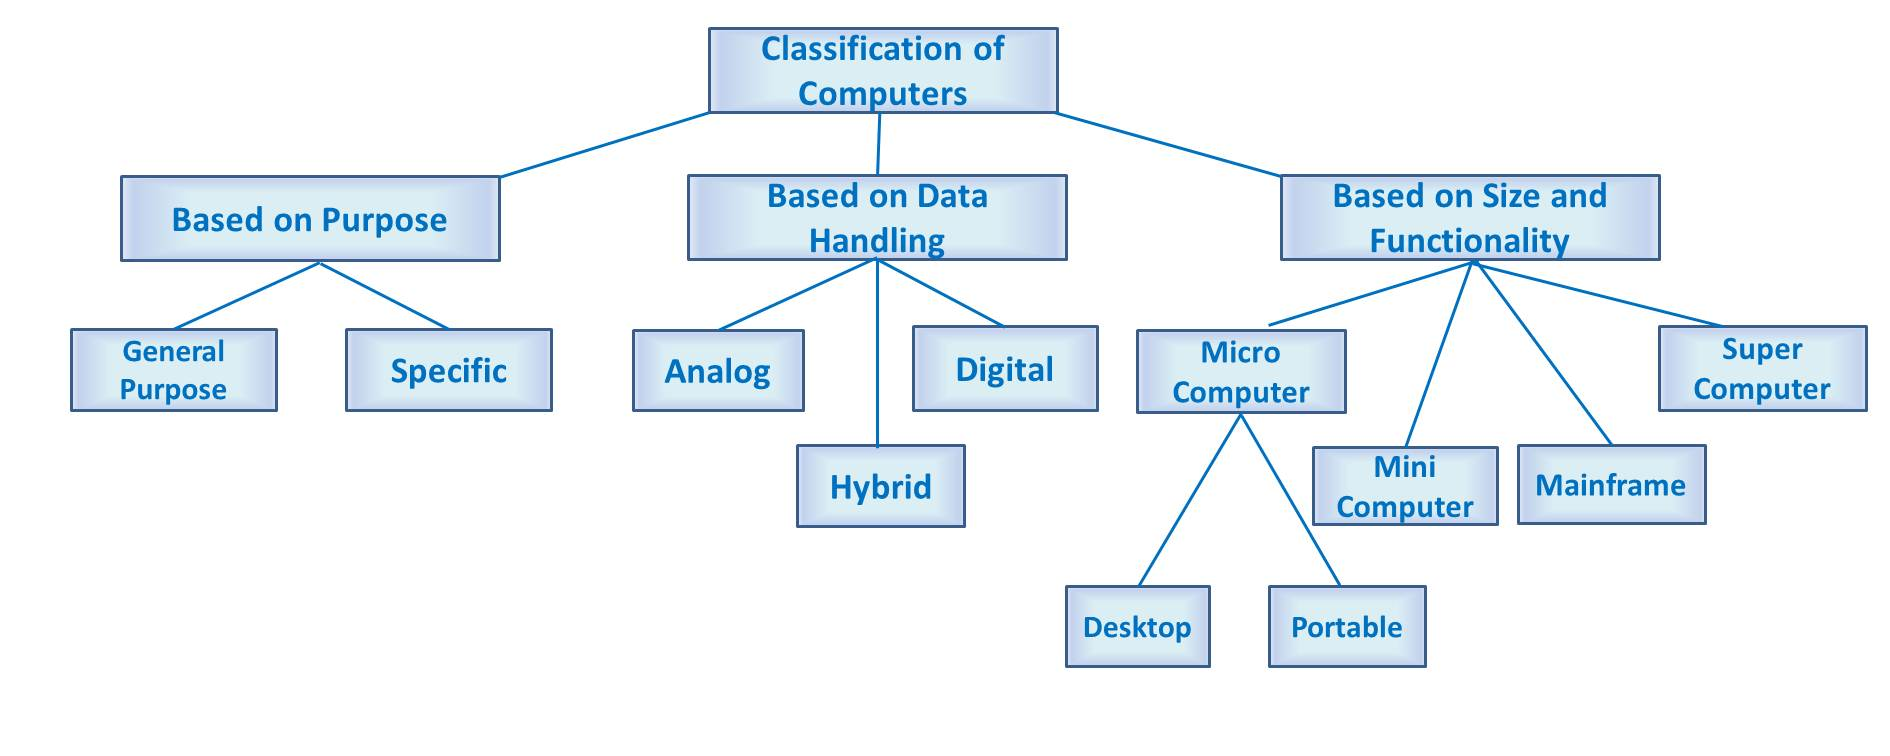 Classification of
Computers
Based on Purpose
Based on Data
Handling
Based on Size and
Functionality
General
Purpose
Specific
Analog
Digital
Micro
Computer
Super
Computer
Hybrid
Mini
Computer
Mainframe
Desktop
Portable